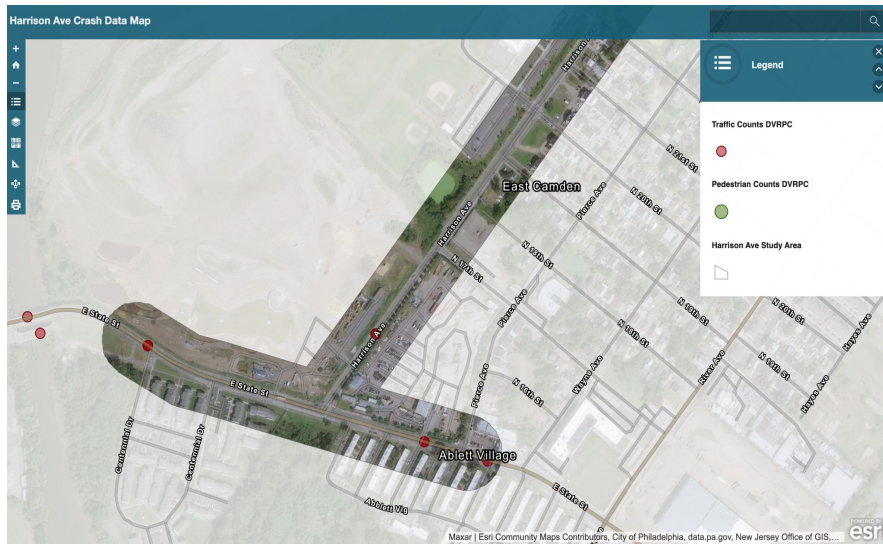 Harrison Ave Crash Data Map
Legend
Traffic Counts DVRPC
Pedestrian Counts DVRPC
Harrison Ave Study Area
Harrison
East Camden
N 21st St
N 20th St
Pierce Ave
Harrison Ave
N 18th St
N 17th St
Pierce Ave
N 20th St
N 19th St
Hayes Ave
N 18th St
River Ave
N 19th St
E State St
Harrison Ave
Wayne Ave
Pierce Ave
N 16th St
Hayes Ave
E State St
Centennial Dr
Centennial Dr
Ablett Village
E State St
Ablett Vlg
Maxar | Esri Community Maps Contributors, City of Philadelphia, data.pa.gov, New Jersey Office of GIS,...
POWERED BY
esri